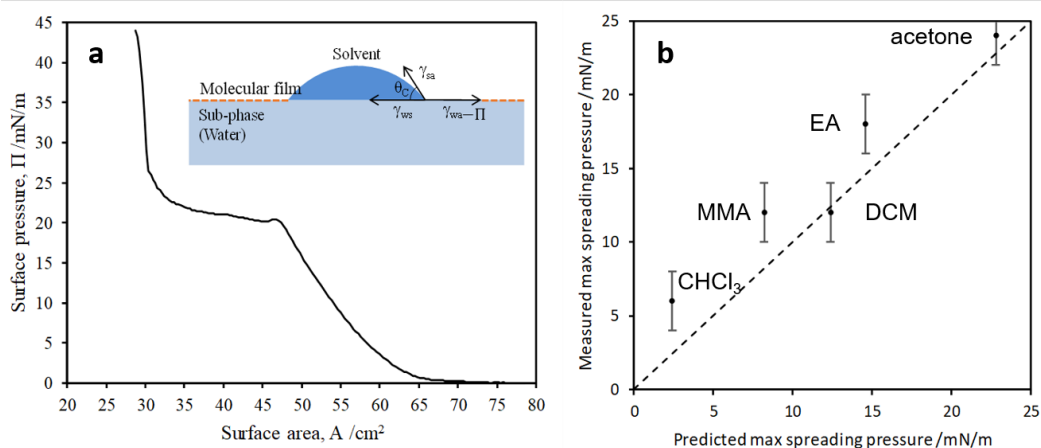 a
45
40
35
30
25
20
15
10
5
0
20 25 30 35 40 45 50 55 60 65 70 75 80
Surface pressure, Π /mN/m
Surface area, A /cm²
Solvent
γsa
Molecular film
θC
Sub-phase
(Water)
γws
γwa−Π
b
25
20
15
10
5
0
0 5 10 15 20 25
Measured max spreading pressure /mN/m
Predicted max spreading pressure /mN/m
acetone
EA
MMA
DCM
CHCl₃